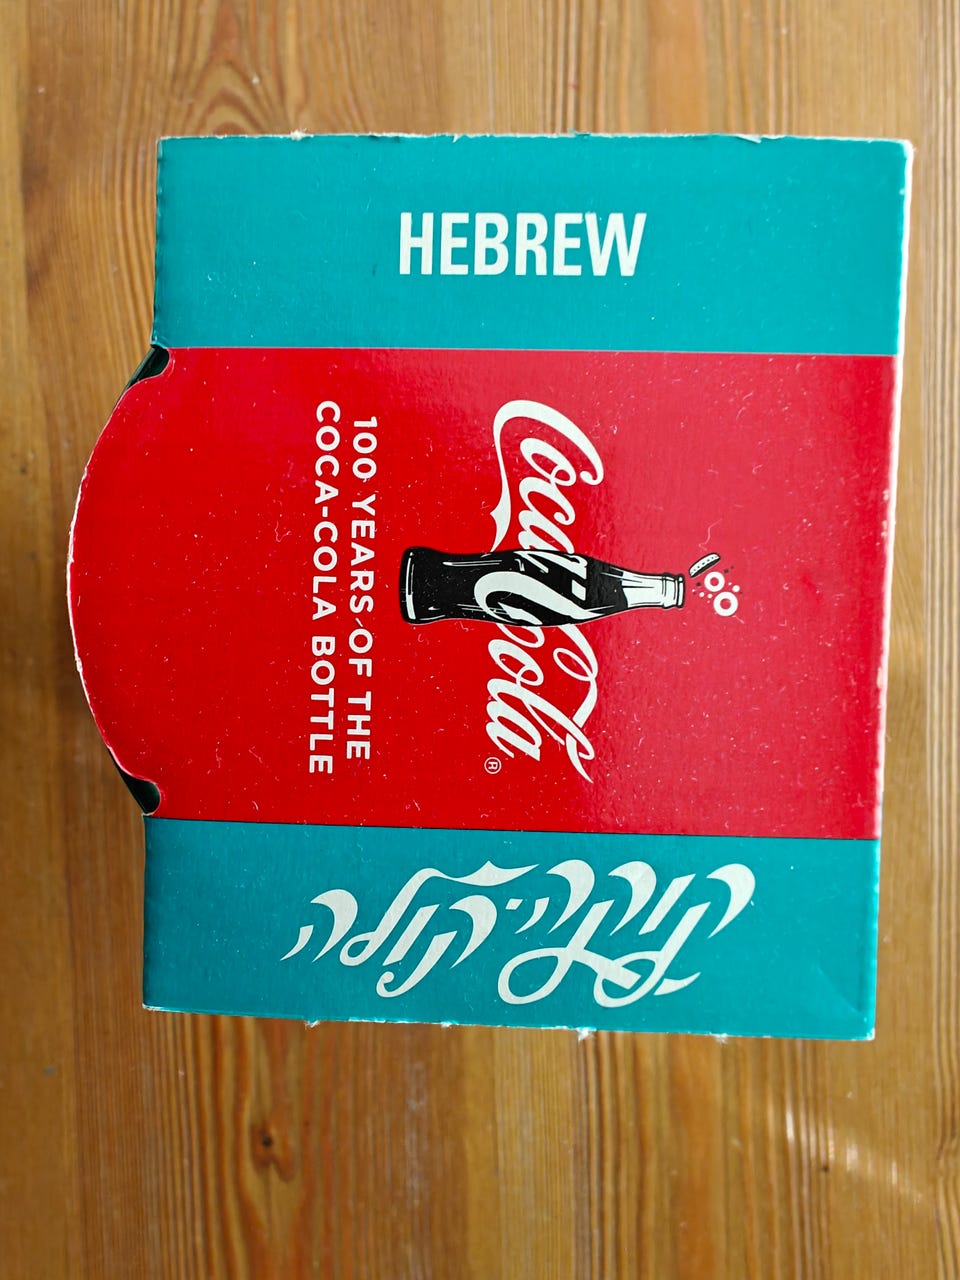 HEBREW
Coca-Cola®
100 YEARS OF THE
COCA-COLA BOTTLE
קוקה-קולה